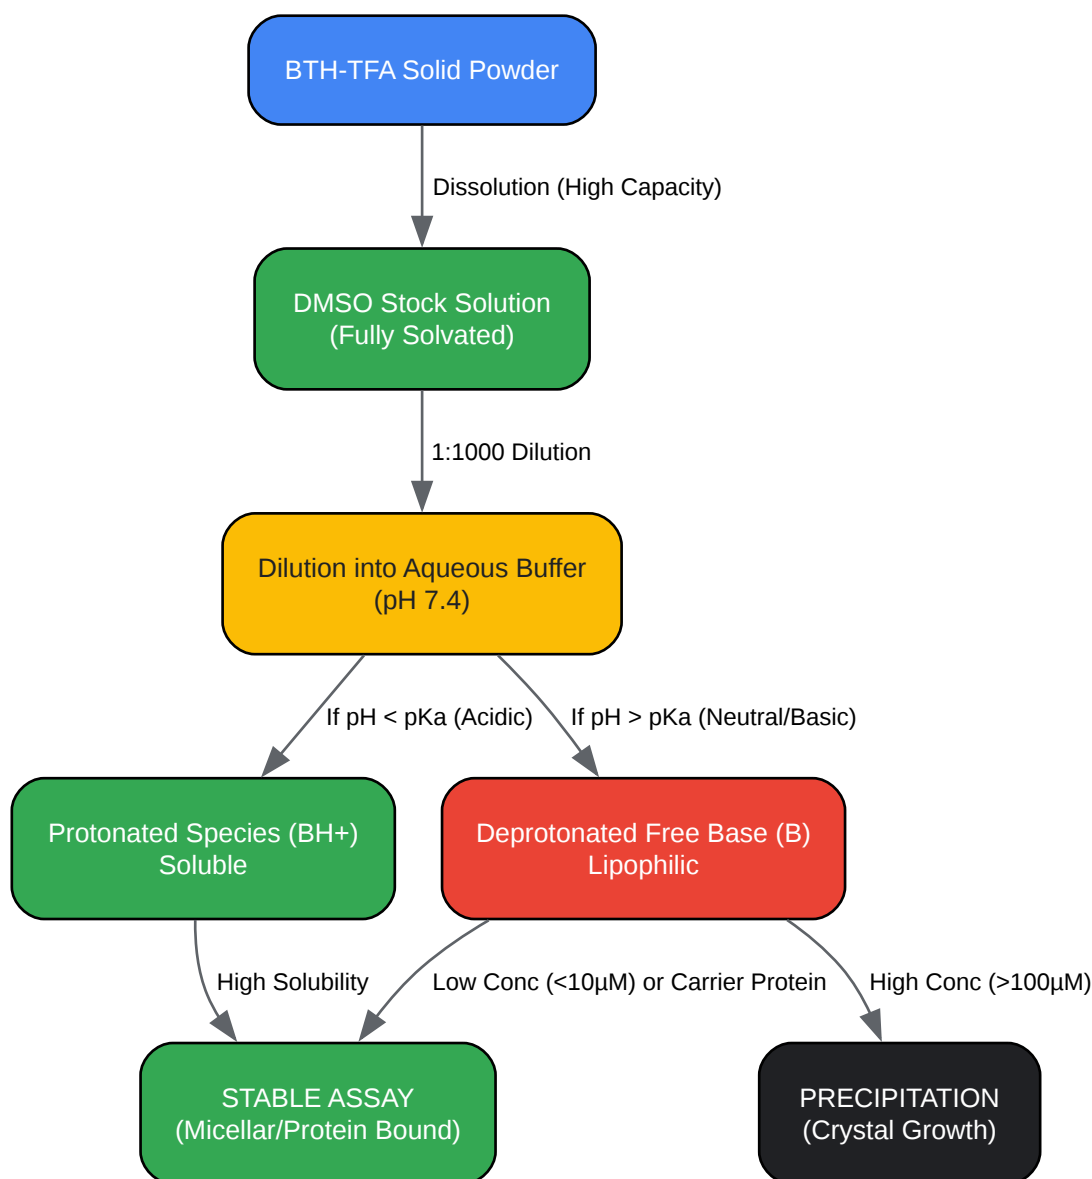 BTH-TFA Solid Powder
Dissolution (High Capacity)
DMSO Stock Solution
(Fully Solvated)
1:1000 Dilution
Dilution into Aqueous Buffer
(pH 7.4)
If pH < pKa (Acidic)
If pH > pKa (Neutral/Basic)
Protonated Species (BH+)
Soluble
Deprotonated Free Base (B)
Lipophilic
High Solubility
Low Conc (<10µM) or Carrier Protein
High Conc (>100µM)
STABLE ASSAY
(Micellar/Protein Bound)
PRECIPITATION
(Crystal Growth)